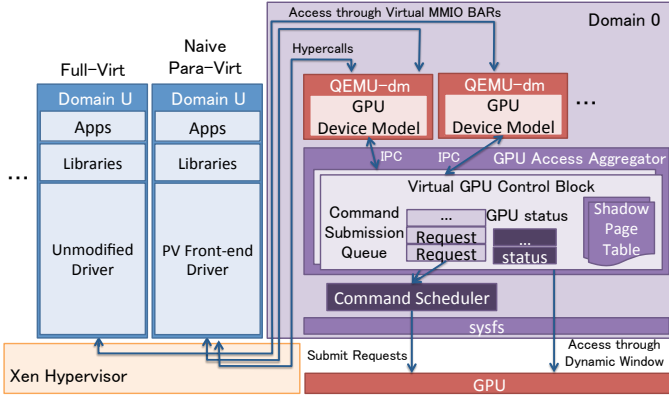 Access through Virtual MMIO BARs
Domain 0
Hypercalls
Full-Virt
Naive
Para-Virt
Domain U
Apps
Libraries
Unmodified
Driver
Domain U
Apps
Libraries
PV Front-end
Driver
...
QEMU-dm
GPU
Device Model
QEMU-dm
GPU
Device Model
...
IPC
IPC
GPU Access Aggregator
Virtual GPU Control Block
Command
Submission
Queue
...
Request
Request
GPU status
...
status
Shadow
Page
Table
Command Scheduler
sysfs
Submit Requests
Access through
Dynamic Window
Xen Hypervisor
GPU